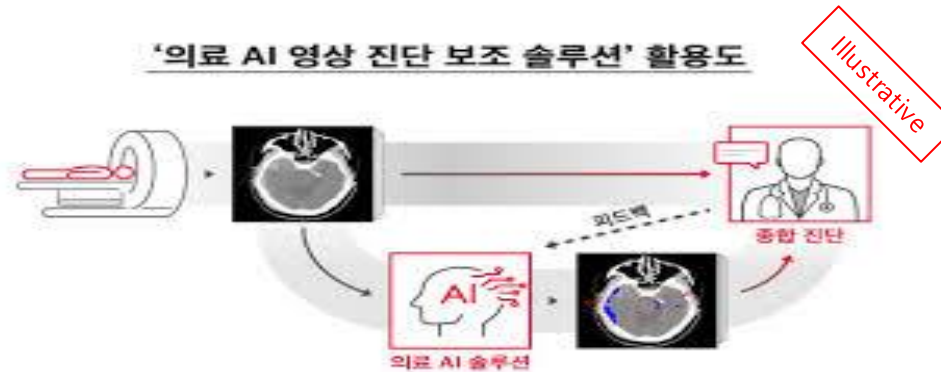 ‘의료 AI 영상 진단 보조 솔루션’ 활용도
Illustrative
피드백
종합 진단
AI
의료 AI 솔루션